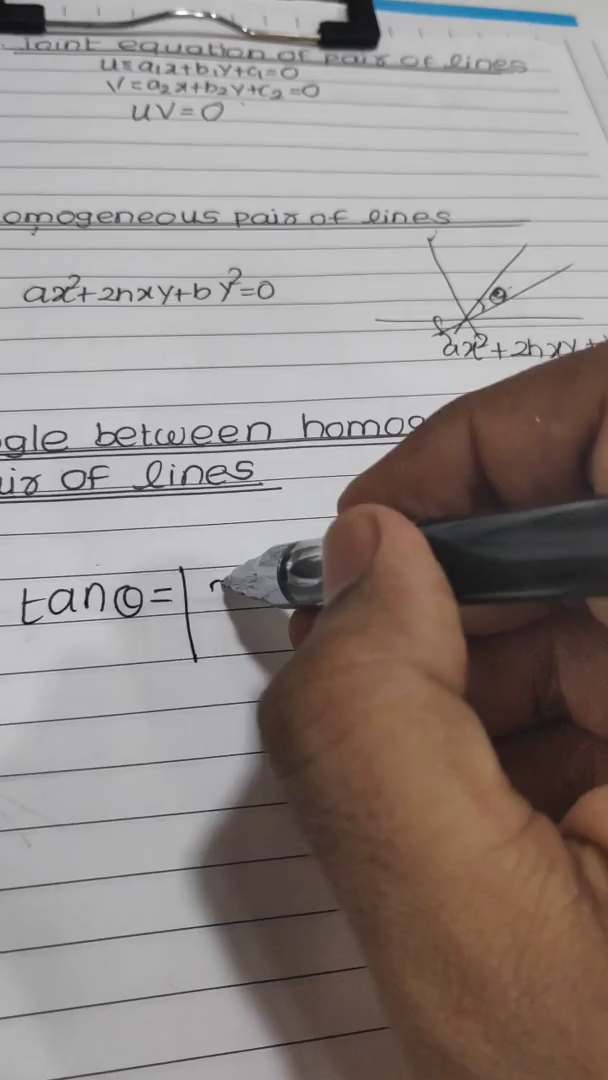 Joint equation of pair of lines
u=a₁x+b₁y+c₁=0
v=a₂x+b₂y+c₂=0
uv=0
omogeneous pair of lines
ax²+2hxy+by²=0
θ
ax²+2hxy+
gle between homog
ir of lines
tanθ=|